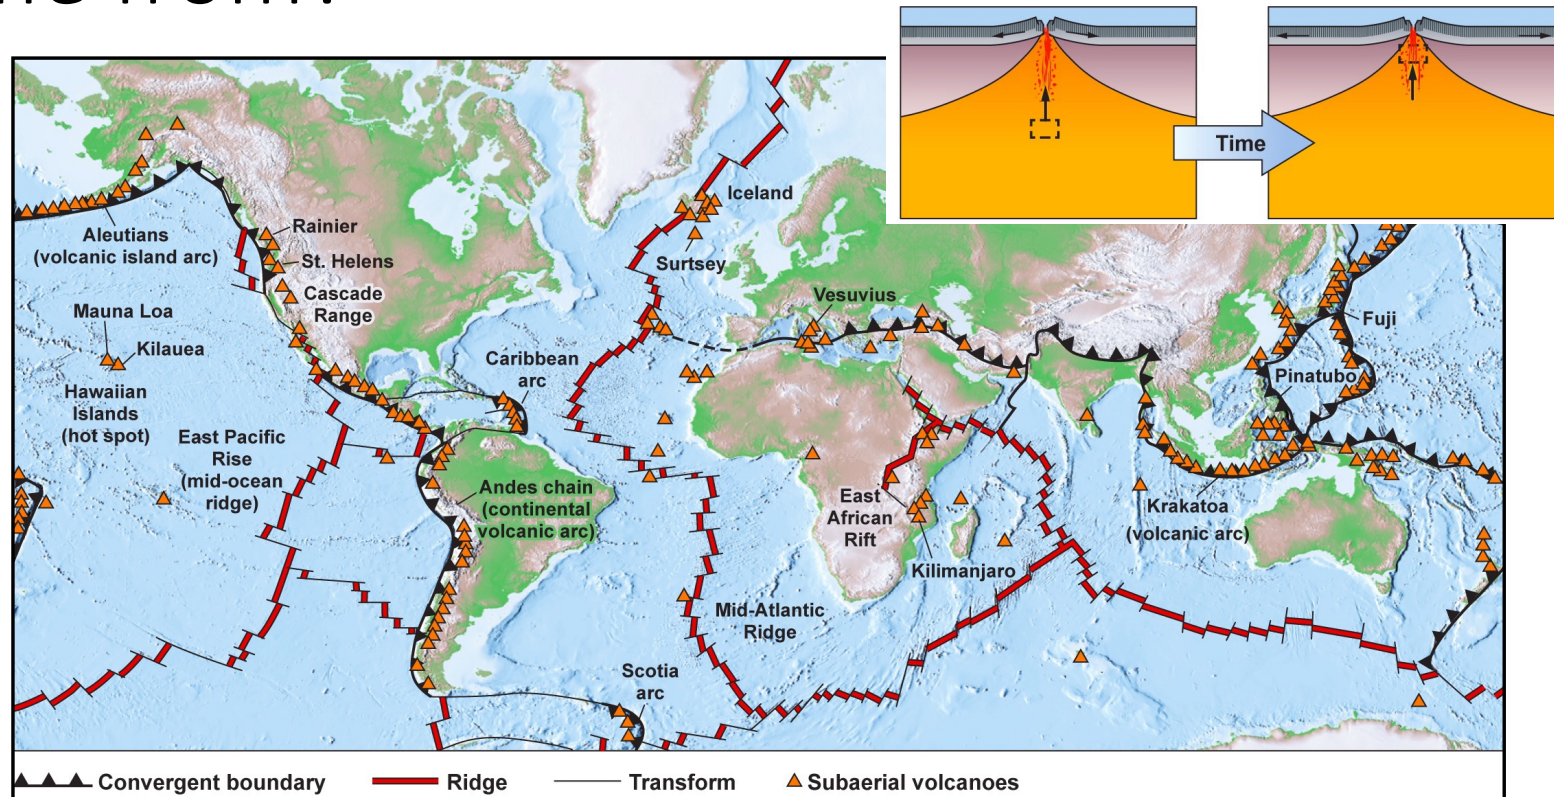 Time
Iceland
Rainier
Aleutians
(volcanic island arc)
St. Helens
Surtsey
Cascade
Range
Vesuvius
Mauna Loa
Fuji
Kilauea
Caribbean
arc
Pinatubo
Hawaiian
Islands
(hot spot)
East Pacific
Rise
(mid-ocean
ridge)
Andes chain
(continental
volcanic arc)
East
African
Rift
Krakatoa
(volcanic arc)
Kilimanjaro
Mid-Atlantic
Ridge
Scotia
arc
Convergent boundary
Ridge
Transform
Subaerial volcanoes